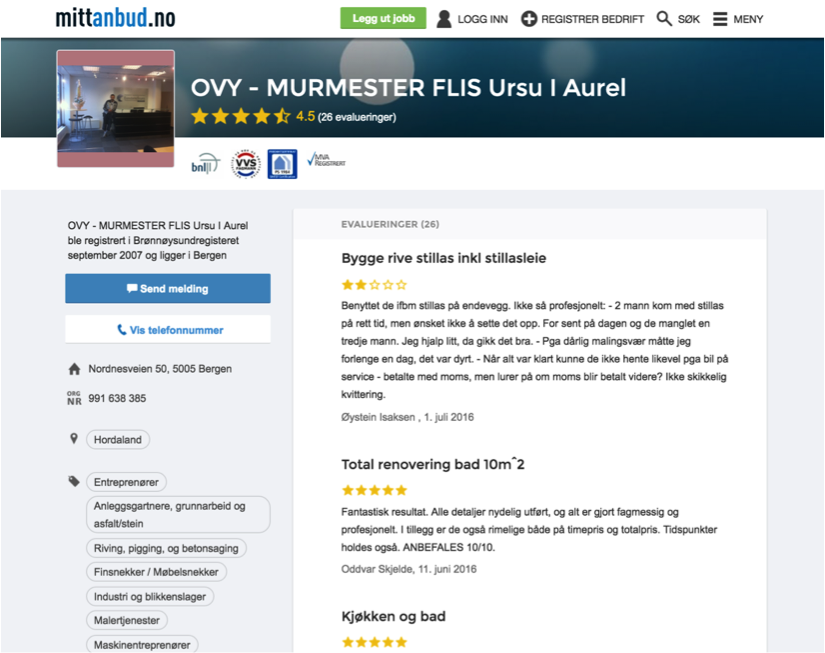 mittanbud.no
Legg ut jobb
LOGG INN
REGISTRER BEDRIFT
SØK
MENY
OVY - MURMESTER FLIS Ursu I Aurel
4.5 (26 evalueringer)
bnl
VVS
MVA
REGISTRERT
OVY - MURMESTER FLIS Ursu I Aurel
ble registrert i Brønnøysundregisteret
september 2007 og ligger i Bergen
Send melding
Vis telefonnummer
Nordnesveien 50, 5005 Bergen
ORG
NR
991 638 385
Hordaland
Entreprenører
Anleggsgartnere, grunnarbeid og
asfalt/stein
Riving, pigging, og betonsaging
Finsnekker / Møbelsnekker
Industri og blikkenslager
Malertjenester
Maskinentreprenører
EVALUERINGER (26)
Bygge rive stillas inkl stillasleie
Benyttet de ifbm stillas på endevegg. Ikke så profesjonelt: - 2 mann kom med stillas
på rett tid, men ønsket ikke å sette det opp. For sent på dagen og de manglet en
tredje mann. Jeg hjalp litt, da gikk det bra. - Pga dårlig malingsvær måtte jeg
forlenge en dag, det var dyrt. - Når alt var klart kunne de ikke hente likevel pga bil på
service - betalte med moms, men lurer på om moms blir betalt videre? Ikke skikkelig
kvittering.
Øystein Isaksen , 1. juli 2016
Total renovering bad 10m^2
Fantastisk resultat. Alle detaljer nydelig utført, og alt er gjort fagmessig og
profesjonelt. I tillegg er de også rimelige både på timepris og totalpris. Tidspunkter
holdes også. ANBEFALES 10/10.
Oddvar Skjelde, 11. juni 2016
Kjøkken og bad